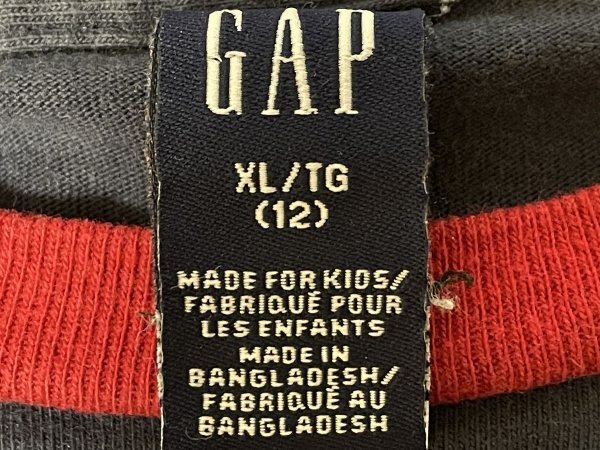 GAP
XL/TG
(12)
MADE FOR KIDS/
FABRIQUÉ POUR
LES ENFANTS
MADE IN
BANGLADESH/
FABRIQUÉ AU
BANGLADESH